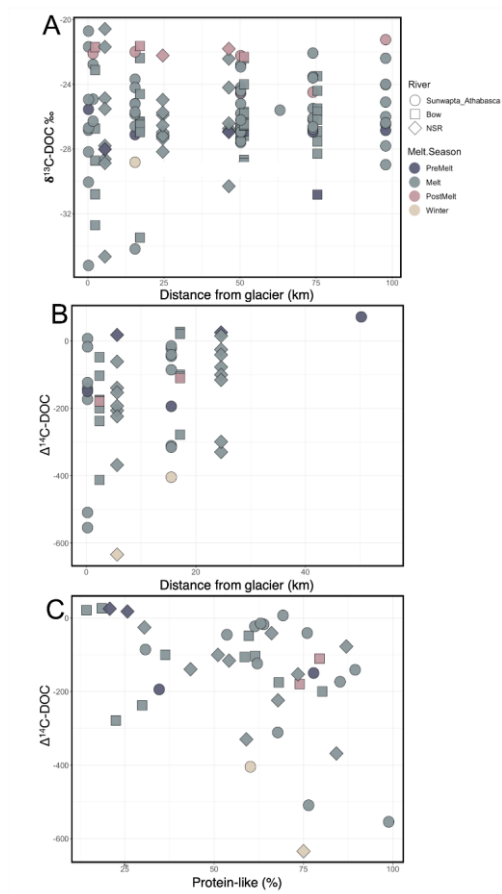 A
-20
-24
-28
-32
δ¹³C-DOC ‰
0
25
50
75
100
Distance from glacier (km)
River
Sunwapta_Athabasca
Bow
NSR
Melt.Season
PreMelt
Melt
PostMelt
Winter
B
0
-200
-400
-600
Δ¹⁴C-DOC
0
20
40
Distance from glacier (km)
C
0
-200
-400
-600
Δ¹⁴C-DOC
25
50
75
100
Protein-like (%)